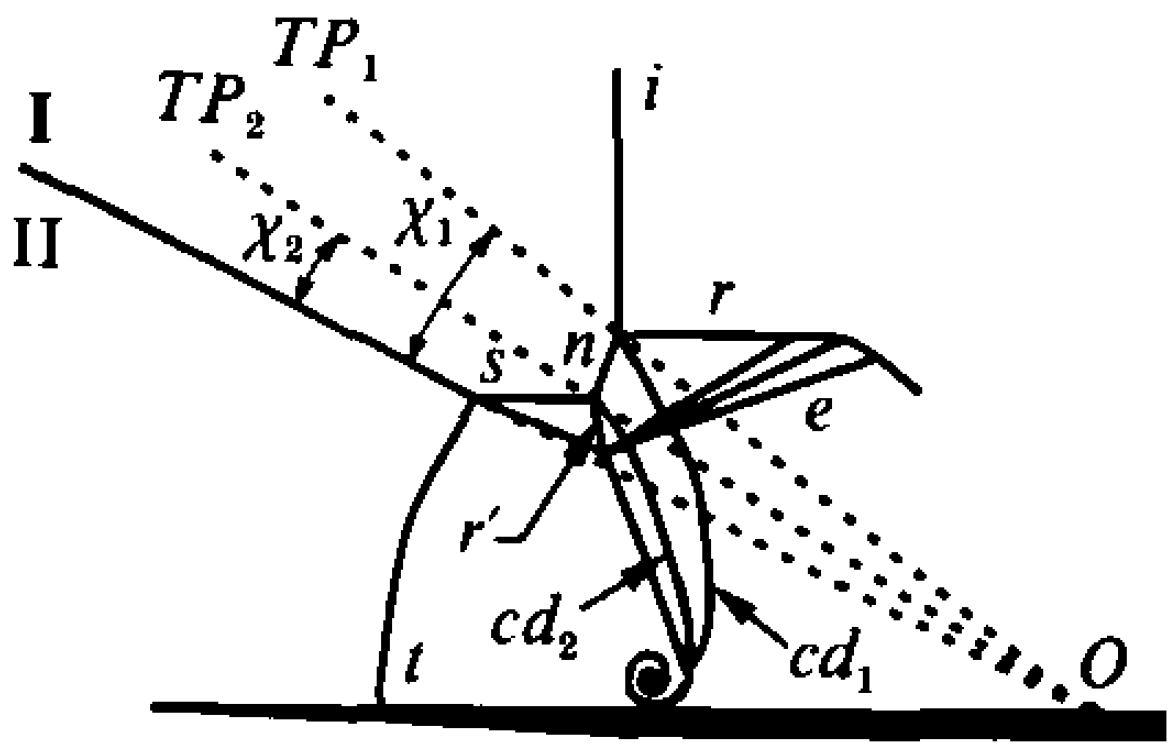 TP₁
TP₂
i
I
II
χ₂
χ₁
r
s
n
e
r′
cd₂
cd₁
t
O